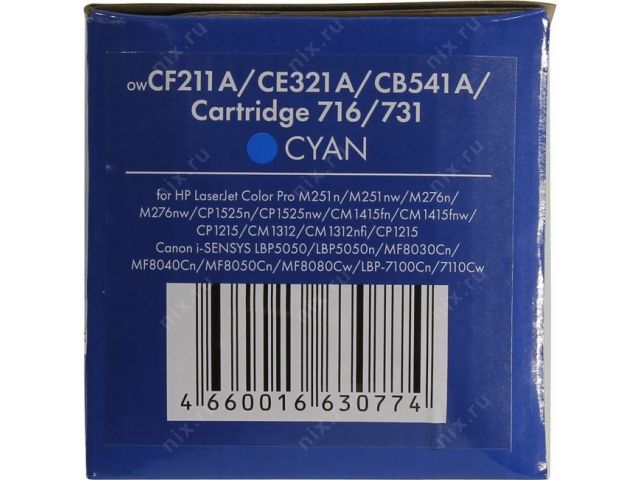 owCF211A/CE321A/CB541A/
Cartridge 716/731
CYAN
for HP LaserJet Color Pro M251n/M251nw/M276n/
M276nw/CP1525n/CP1525nw/CM1415fn/CM1415fnw/
CP1215/CM1312/CM1312nfi/CP1215
Canon i-SENSYS LBP5050/LBP5050n/MF8030Cn/
MF8040Cn/MF8050Cn/MF8080Cw/LBP-7100Cn/7110Cw
4 660016 630774
nix.ru